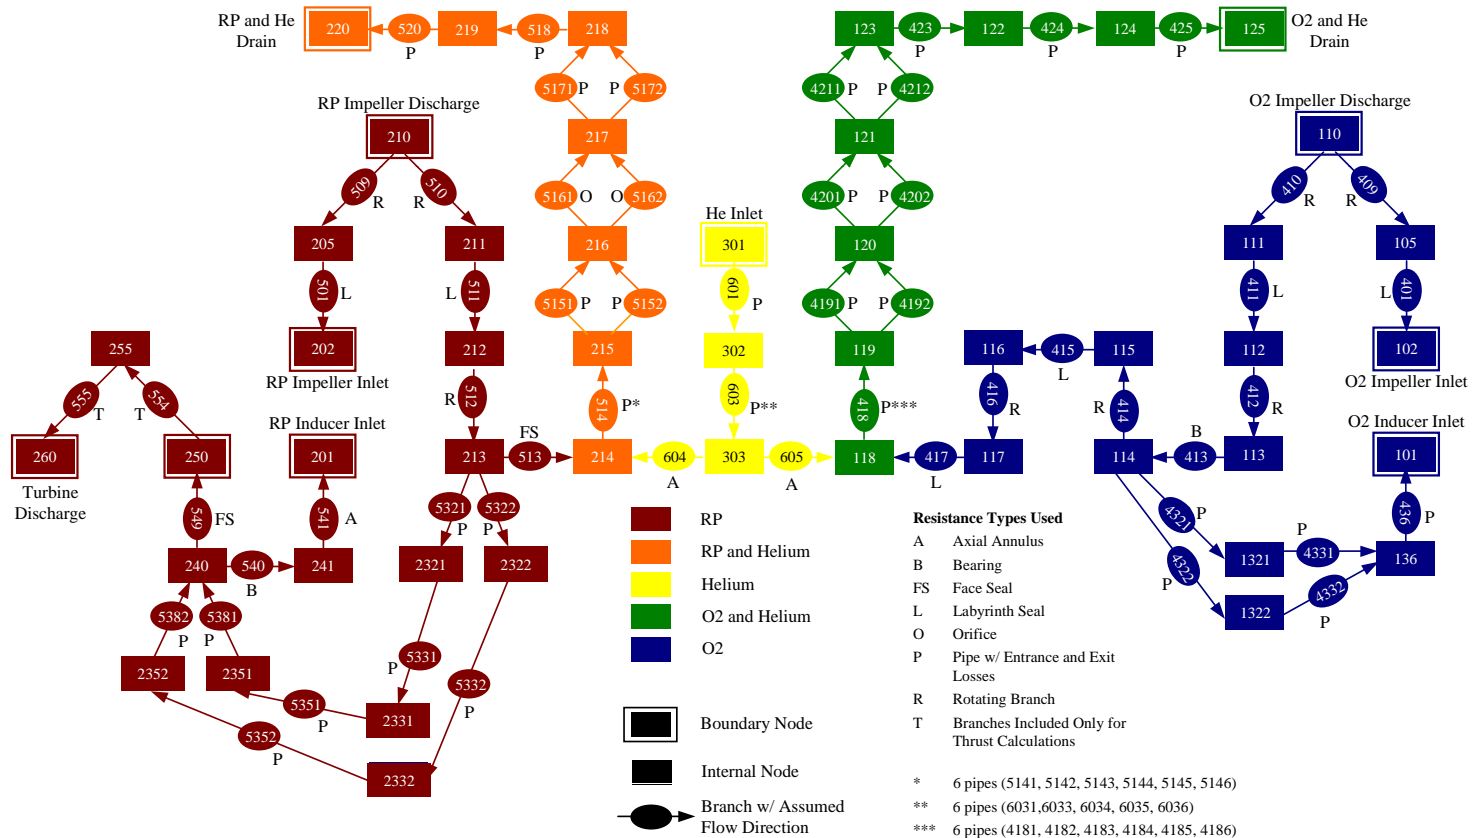 RP and He
Drain
220
520
P
219
518
P
218
123
423
P
122
424
P
124
425
P
125
O2 and He
Drain
5171
P
P
5172
4211
P
P
4212
RP Impeller Discharge
210
217
121
O2 Impeller Discharge
110
509
R
510
R
5161
O
O
5162
4201
P
P
4202
410
R
409
R
He Inlet
301
205
211
216
120
111
105
501
L
511
L
5151
P
P
5152
601
P
4191
P
P
4192
411
L
401
L
202
RP Impeller Inlet
255
212
215
302
119
116
415
L
115
112
102
O2 Impeller Inlet
555
T
554
T
512
R
514
P*
603
P**
418
P***
416
R
414
R
412
R
RP Inducer Inlet
O2 Inducer Inlet
260
Turbine
Discharge
250
201
213
FS
513
214
604
A
303
605
A
118
417
L
117
114
B
413
113
101
549
FS
541
A
5321
P
5322
P
4321
P
4322
P
436
P
240
540
B
241
2321
2322
1321
P
4331
136
1322
4332
P
5382
P
5381
P
2352
2351
5331
P
5332
P
5351
P
2331
5352
P
2332
RP
RP and Helium
Helium
O2 and Helium
O2
Boundary Node
Internal Node
Branch w/ Assumed
Flow Direction
Resistance Types Used
A Axial Annulus
B Bearing
FS Face Seal
L Labyrinth Seal
O Orifice
P Pipe w/ Entrance and Exit
Losses
R Rotating Branch
T Branches Included Only for
Thrust Calculations
* 6 pipes (5141, 5142, 5143, 5144, 5145, 5146)
** 6 pipes (6031,6033, 6034, 6035, 6036)
*** 6 pipes (4181, 4182, 4183, 4184, 4185, 4186)